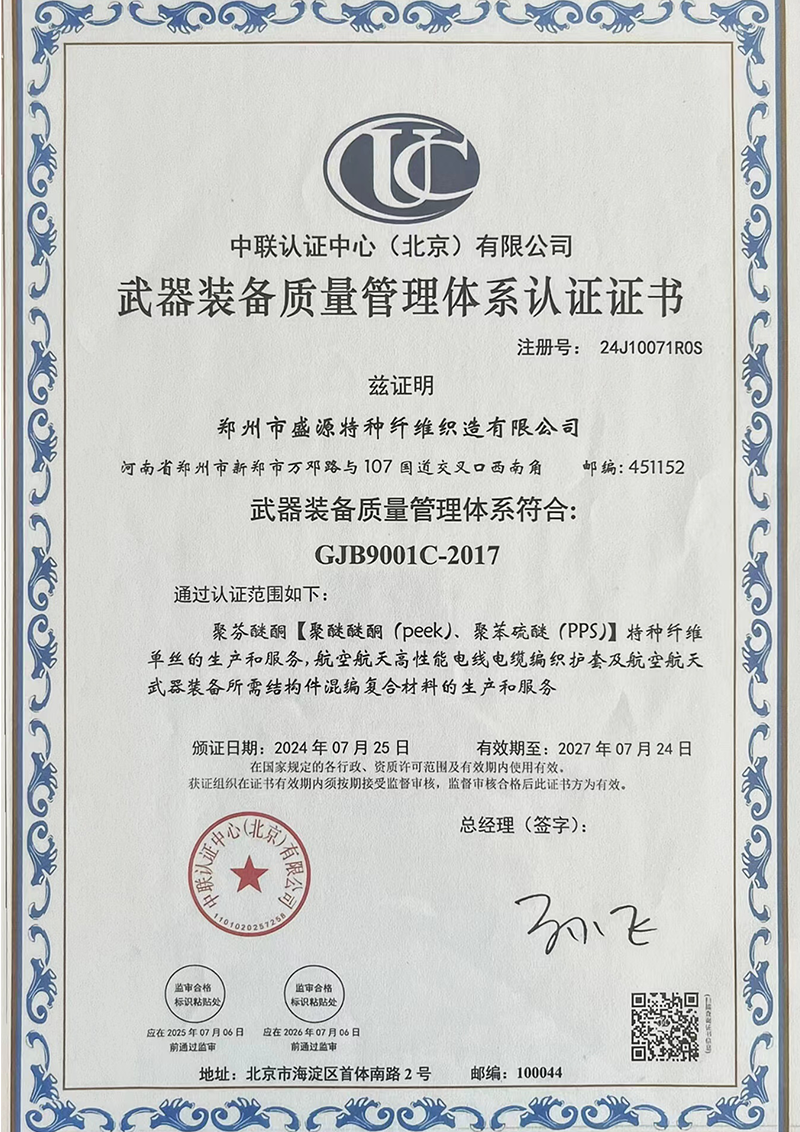 UCC
中联认证中心（北京）有限公司
武器装备质量管理体系认证证书
注册号： 24J10071R0S
兹证明
郑州市盛源特种纤维织造有限公司
河南省郑州市新郑市万邓路与107国道交叉口西南角 邮编：451152
武器装备质量管理体系符合：
GJB9001C-2017
通过认证范围如下：
聚芬醚酮【聚醚醚酮（peek）、聚苯硫醚（PPS）】特种纤维
单丝的生产和服务，航空航天高性能电线电缆编织护套及航空航天
武器装备所需结构件混编复合材料的生产和服务
颁证日期：2024年07月25日 有效期至：2027年07月24日
在国家规定的各行政、资质许可范围及有效期内使用有效。
获证组织在证书有效期内须按期接受监督审核，监督审核合格后此证书方为有效。
总经理（签字）：
中联认证中心（北京）有限公司
1101020257258
监审合格
标识粘贴处
应在2025年07月06日
前通过监审
监审合格
标识粘贴处
应在2026年07月06日
前通过监审
地址：北京市海淀区首体南路2号 邮编：100044